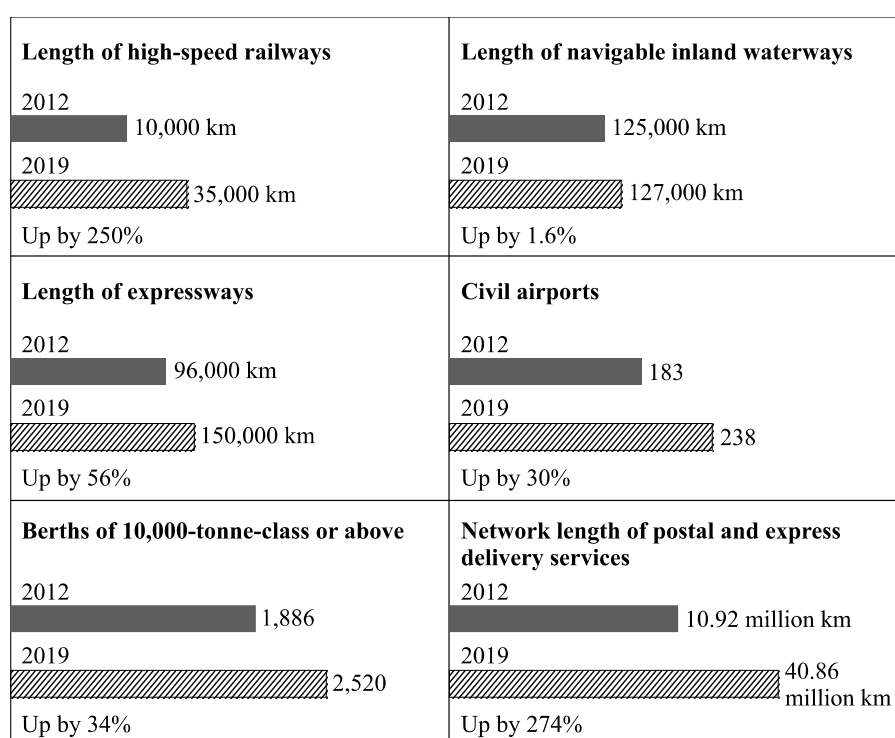 Length of high-speed railways
2012
10,000 km
2019
35,000 km
Up by 250%
Length of navigable inland waterways
2012
125,000 km
2019
127,000 km
Up by 1.6%
Length of expressways
2012
96,000 km
2019
150,000 km
Up by 56%
Civil airports
2012
183
2019
238
Up by 30%
Berths of 10,000-tonne-class or above
2012
1,886
2019
2,520
Up by 34%
Network length of postal and express
delivery services
2012
10.92 million km
2019
40.86
million km
Up by 274%